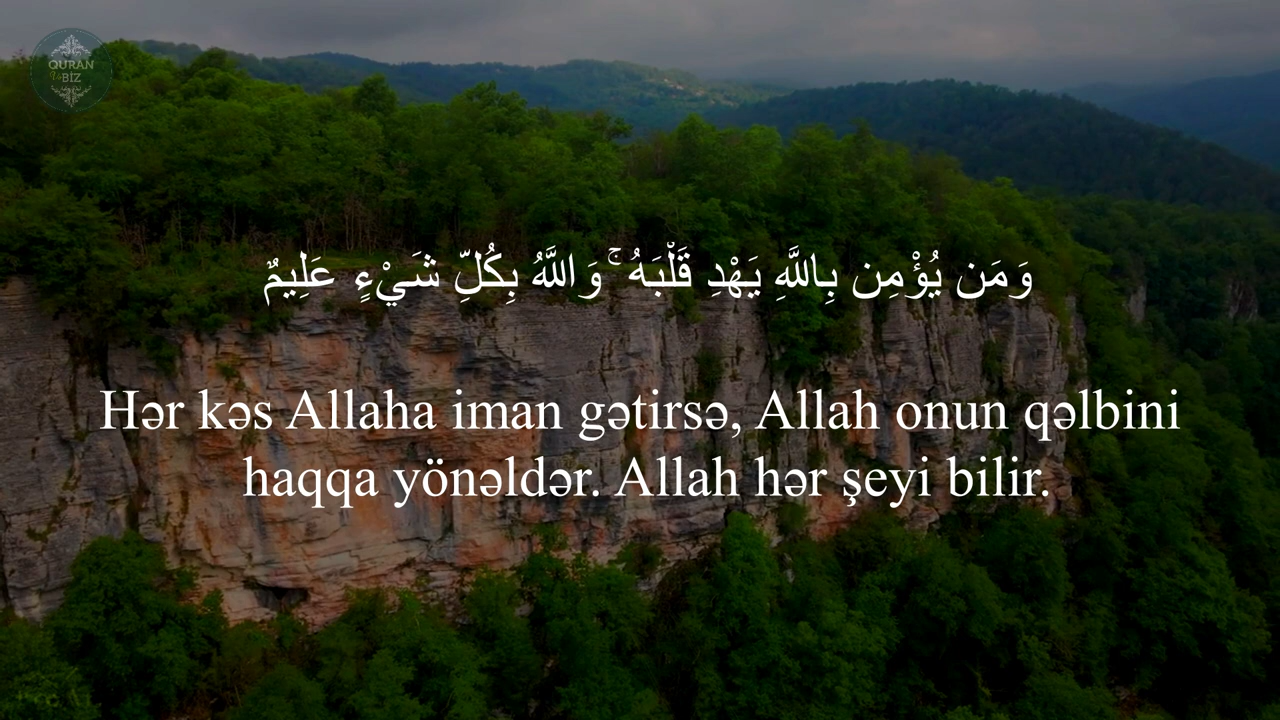 QURAN
Və
BİZ
وَمَن يُؤْمِن بِاللَّهِ يَهْدِ قَلْبَهُ ۚ وَاللَّهُ بِكُلِّ شَيْءٍ عَلِيمٌ
Hər kəs Allaha iman gətirsə, Allah onun qəlbini
haqqa yönəldər. Allah hər şeyi bilir.